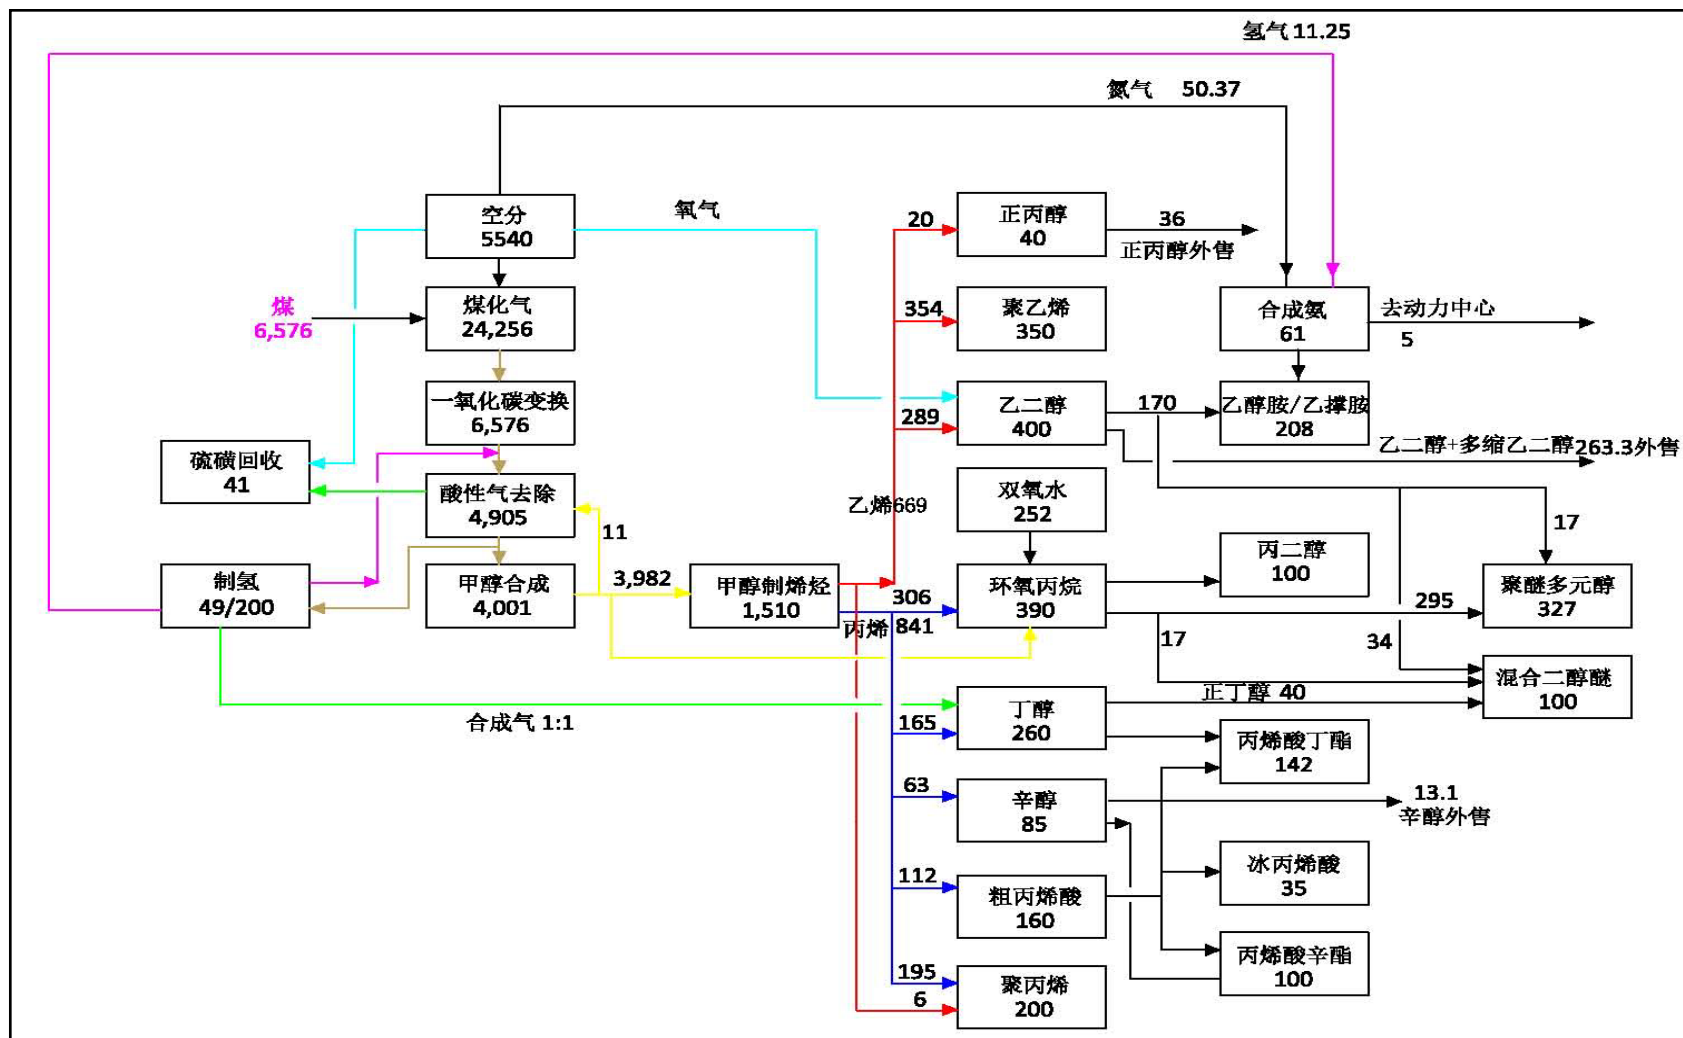 氢气 11.25
氮气 50.37
空分
5540
氧气
20
正丙醇
40
36
正丙醇外售
煤
6,576
煤化气
24,256
354
聚乙烯
350
合成氨
61
去动力中心
5
一氧化碳变换
6,576
289
乙二醇
400
170
乙醇胺/乙撑胺
208
乙二醇+多缩乙二醇263.3外售
硫磺回收
41
酸性气去除
4,905
11
乙烯669
双氧水
252
17
制氢
49/200
甲醇合成
4,001
3,982
甲醇制烯烃
1,510
306
丙烯 841
环氧丙烷
390
丙二醇
100
295
聚醚多元醇
327
17
34
混合二醇醚
100
合成气 1:1
165
丁醇
260
正丁醇 40
丙烯酸丁酯
142
63
辛醇
85
13.1
辛醇外售
112
粗丙烯酸
160
冰丙烯酸
35
195
6
聚丙烯
200
丙烯酸辛酯
100